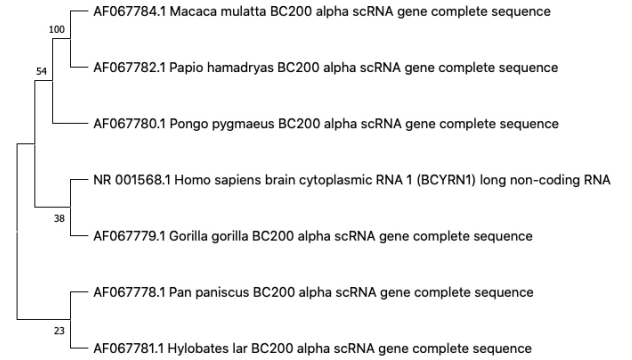 AF067784.1 Macaca mulatta BC200 alpha scRNA gene complete sequence
100
AF067782.1 Papio hamadryas BC200 alpha scRNA gene complete sequence
54
AF067780.1 Pongo pygmaeus BC200 alpha scRNA gene complete sequence
NR 001568.1 Homo sapiens brain cytoplasmic RNA 1 (BCYRN1) long non-coding RNA
38
AF067779.1 Gorilla gorilla BC200 alpha scRNA gene complete sequence
AF067778.1 Pan paniscus BC200 alpha scRNA gene complete sequence
23
AF067781.1 Hylobates lar BC200 alpha scRNA gene complete sequence